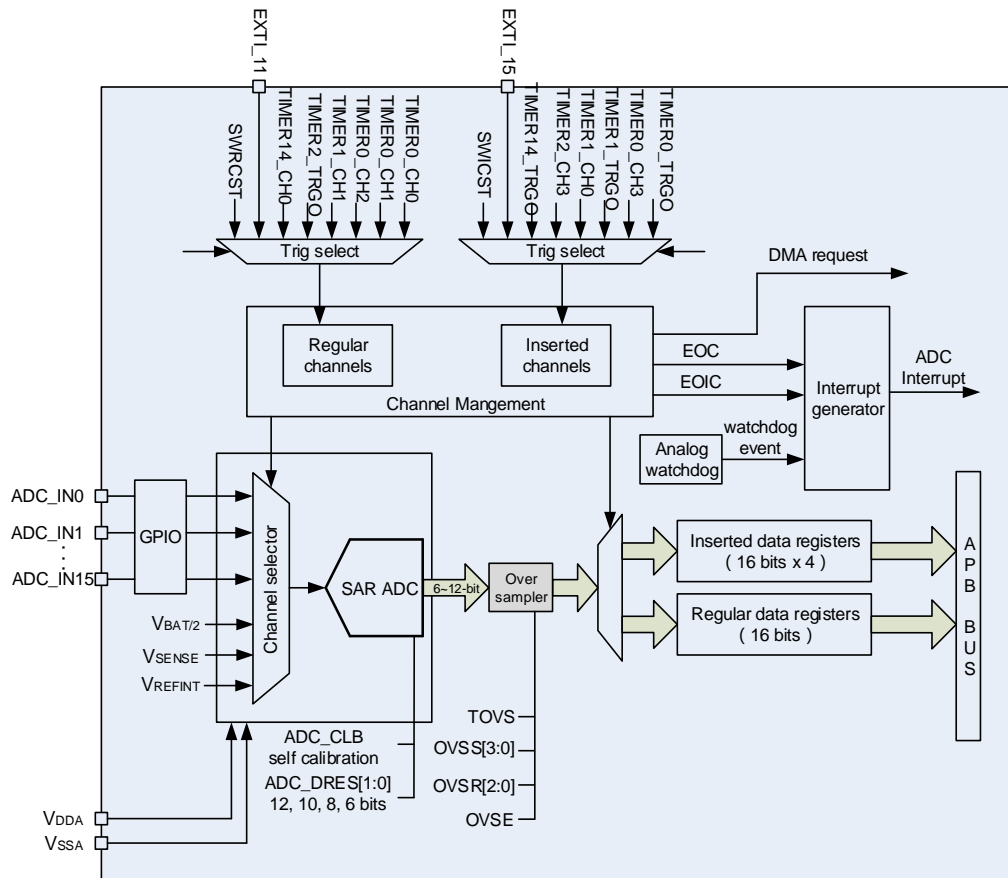 EXTI_11
EXTI_15
SWRCST
TIMER14_CH0
TIMER2_TRGO
TIMER1_CH1
TIMER0_CH2
TIMER0_CH1
TIMER0_CH0
SWICST
TIMER14_TRGO
TIMER2_CH3
TIMER1_CH0
TIMER1_TRGO
TIMER0_CH3
TIMER0_TRGO
Trig select
Trig select
DMA request
Regular
channels
Inserted
channels
EOC
EOIC
Channel Mangement
Interrupt
generator
ADC
Interrupt
watchdog
event
Analog
watchdog
ADC_IN0
ADC_IN1
ADC_IN15
GPIO
VBAT/2
VSENSE
VREFINT
Channel selector
SAR ADC
6~12-bit
Over
sampler
Inserted data registers
( 16 bits x 4 )
Regular data registers
( 16 bits )
APB BUS
ADC_CLB
self calibration
ADC_DRES[1:0]
12, 10, 8, 6 bits
TOVS
OVSS[3:0]
OVSR[2:0]
OVSE
VDDA
VSSA